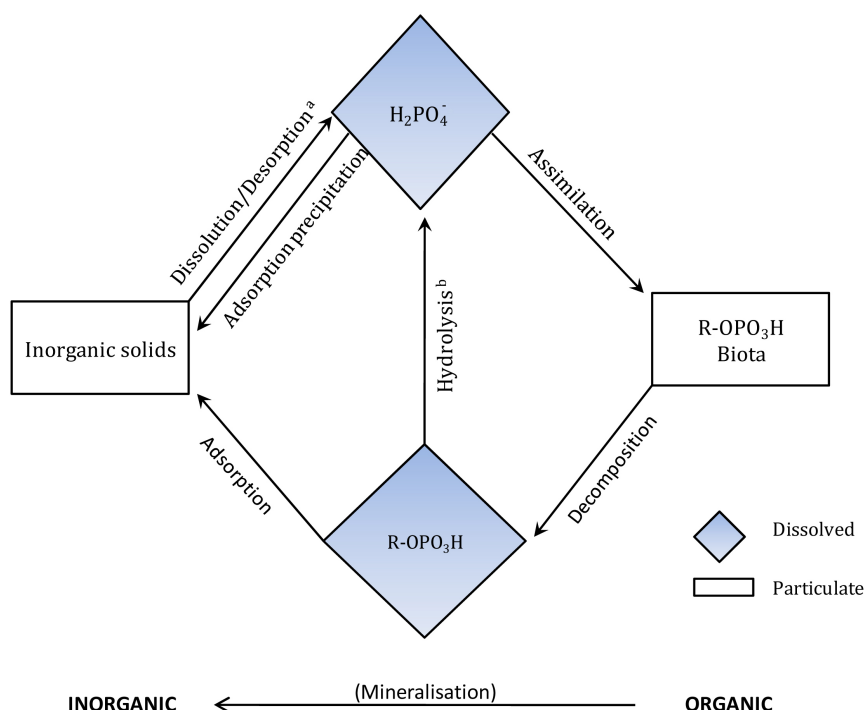 H₂PO₄⁻
Dissolution/Desorption ᵃ
Adsorption precipitation
Assimilation
Inorganic solids
Hydrolysis ᵇ
R-OPO₃H
Biota
Adsorption
R-OPO₃H
Decomposition
Dissolved
Particulate
(Mineralisation)
INORGANIC
ORGANIC